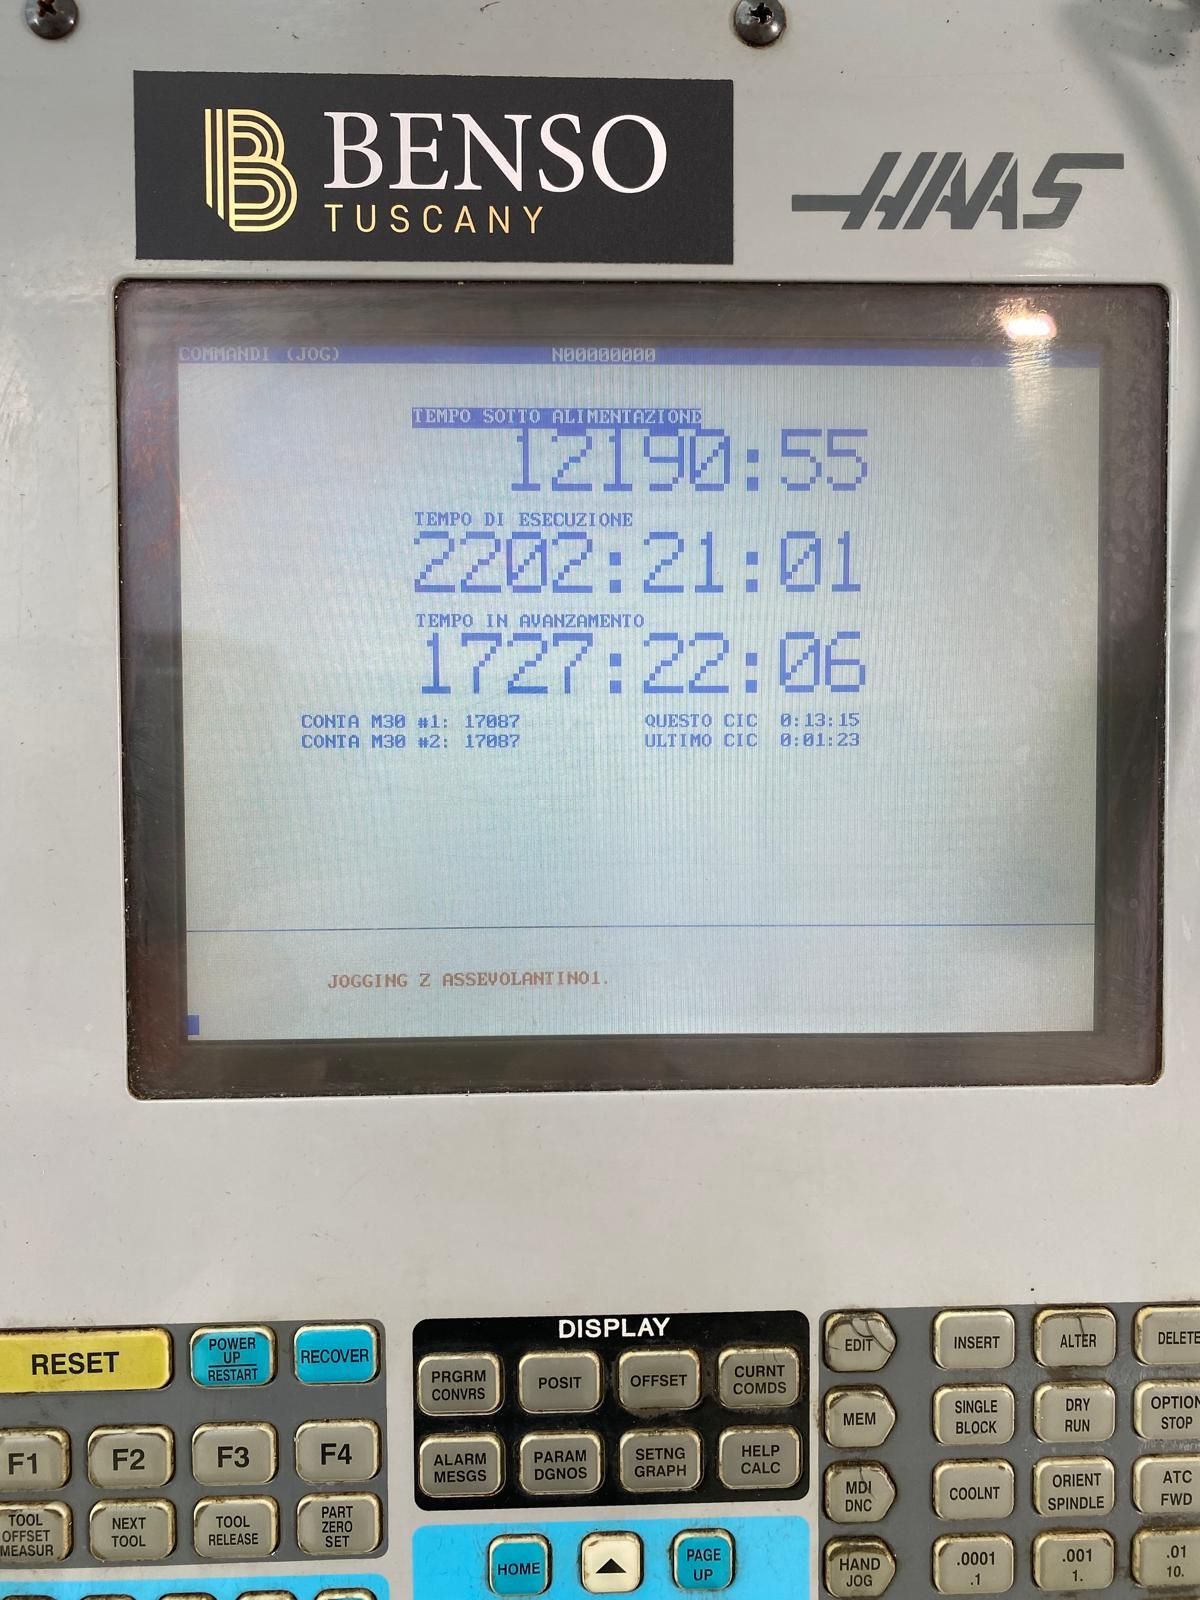 B BENSO
TUSCANY
HAAS
COMMANDI (JOG) N00000000
TEMPO SOTTO ALIMENTAZIONE
12190:55
TEMPO DI ESECUZIONE
2202:21:01
TEMPO IN AVANZAMENTO
1727:22:06
CONTA M30 #1: 17087 QUESTO CIC 0:13:15
CONTA M30 #2: 17087 ULTIMO CIC 0:01:23
JOGGING Z ASSEVOLANTINO1.
RESET
POWER
UP
RESTART
RECOVER
F1
F2
F3
F4
TOOL
OFFSET
MEASUR
NEXT
TOOL
TOOL
RELEASE
PART
ZERO
SET
DISPLAY
PRGRM
CONVRS
POSIT
OFFSET
CURNT
COMDS
ALARM
MESGS
PARAM
DGNOS
SETNG
GRAPH
HELP
CALC
HOME
PAGE
UP
EDIT
INSERT
ALTER
DELETE
MEM
SINGLE
BLOCK
DRY
RUN
OPTION
STOP
MDI
DNC
COOLNT
ORIENT
SPINDLE
ATC
FWD
HAND
JOG
.0001
.1
.001
1.
.01
10.